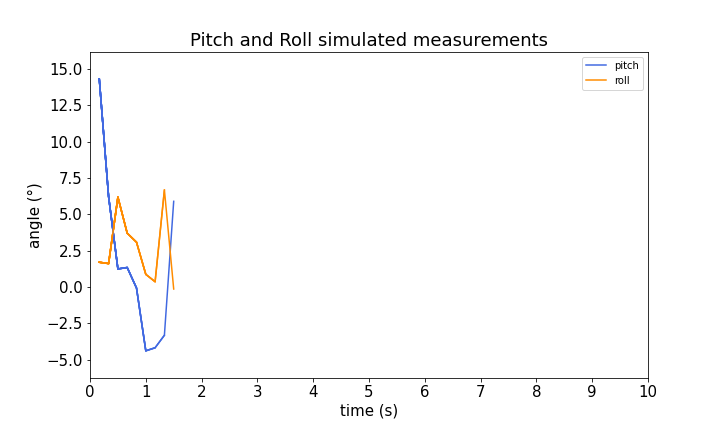 Pitch and Roll simulated measurements
pitch
roll
angle (°)
15.0
12.5
10.0
7.5
5.0
2.5
0.0
−2.5
−5.0
0 1 2 3 4 5 6 7 8 9 10
time (s)